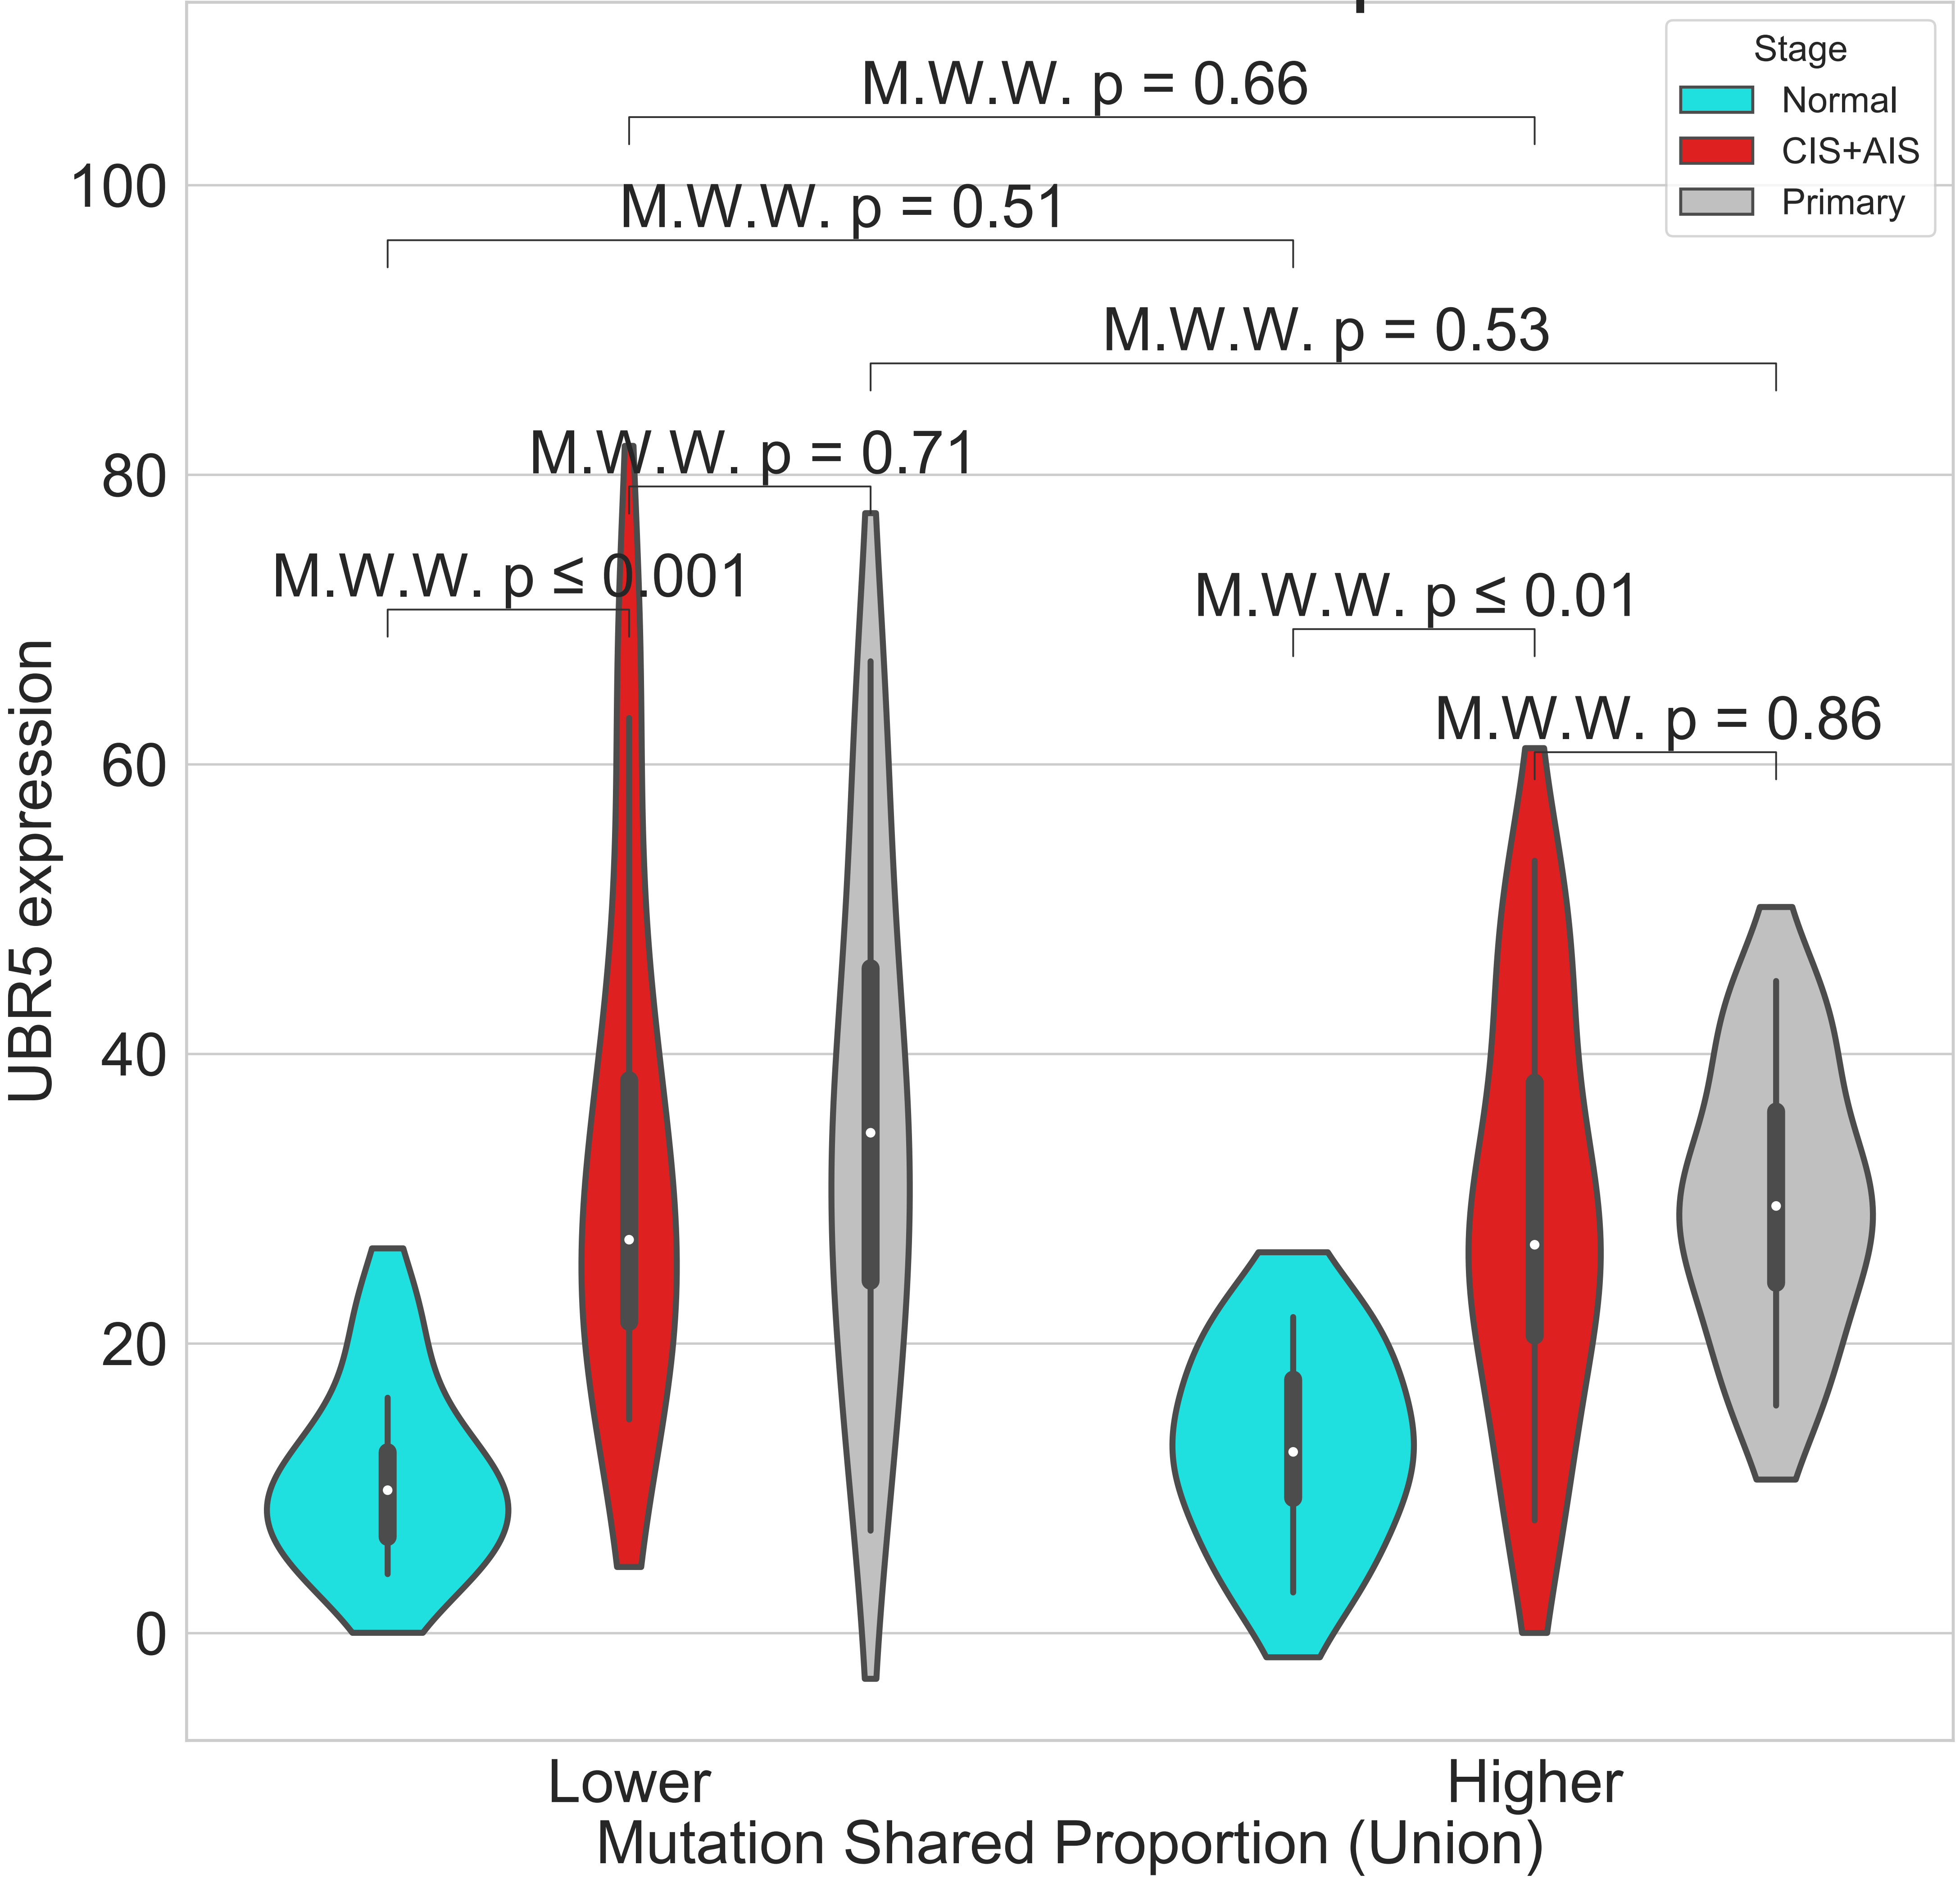 Stage
Normal
CIS+AIS
Primary
M.W.W. p = 0.66
M.W.W. p = 0.51
M.W.W. p = 0.53
M.W.W. p = 0.71
M.W.W. p ≤ 0.001
M.W.W. p ≤ 0.01
M.W.W. p = 0.86
100
80
60
40
20
0
UBR5 expression
Lower
Higher
Mutation Shared Proportion (Union)